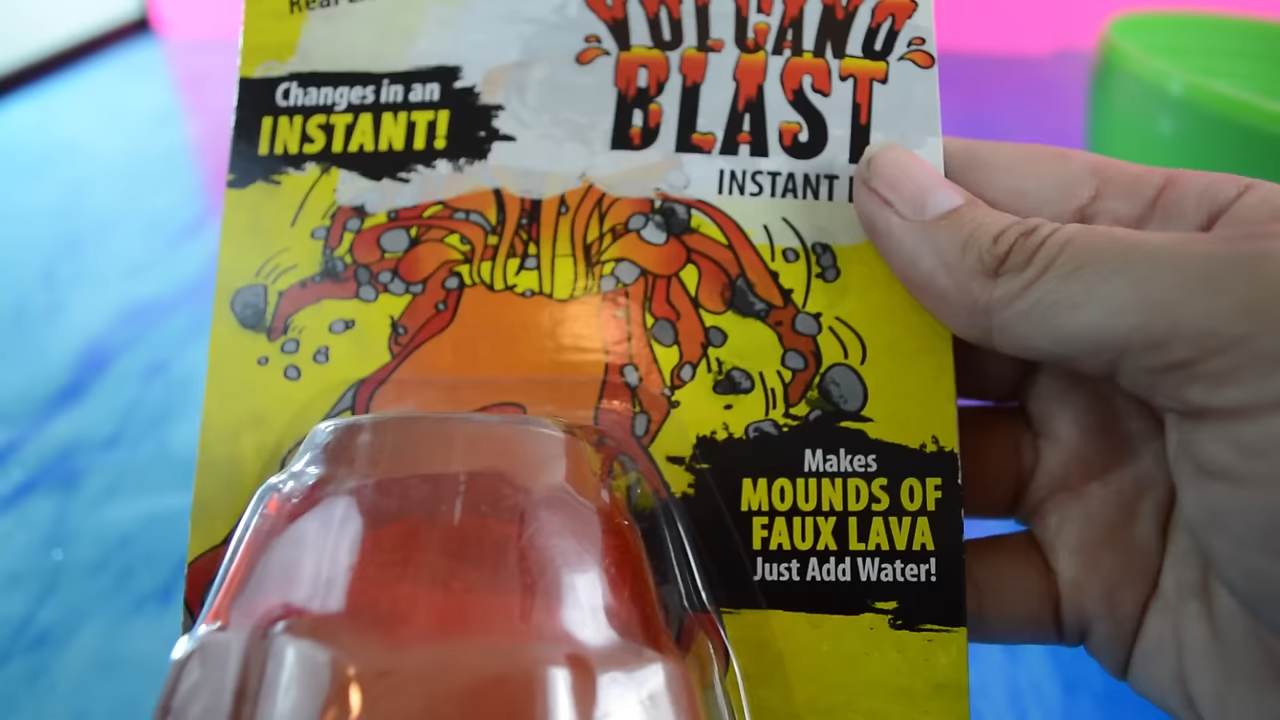 VOLCANO
BLAST
INSTANT
Changes in an
INSTANT!
Makes
MOUNDS OF
FAUX LAVA
Just Add Water!